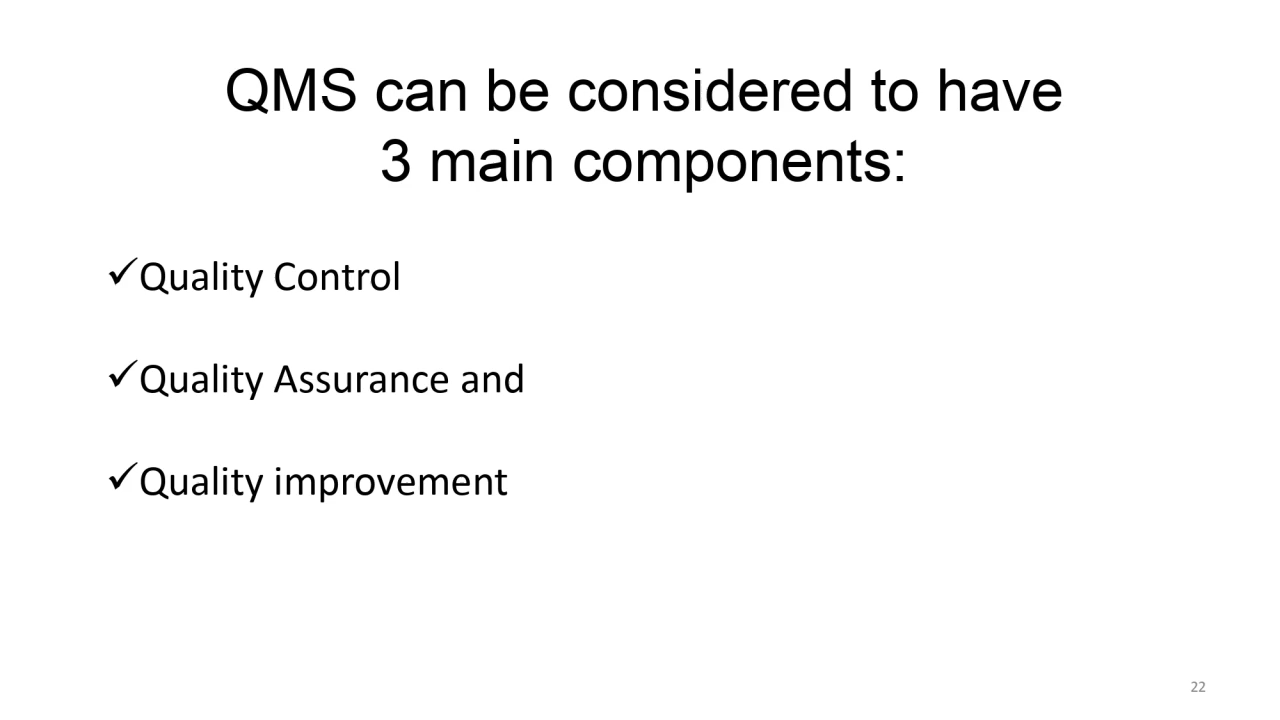 QMS can be considered to have
3 main components:
✓Quality Control
✓Quality Assurance and
✓Quality improvement
22